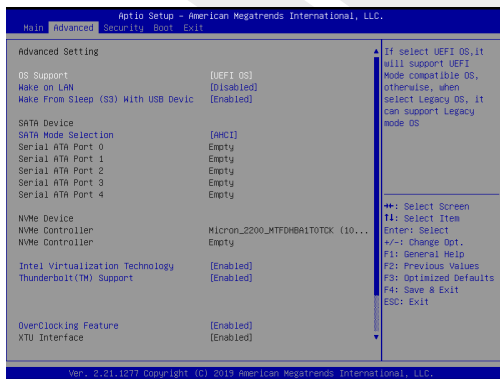 Aptio Setup - American Megatrends International, LLC.
Main Advanced Security Boot Exit
Advanced Setting
OS Support [UEFI OS]
Wake on LAN [Disabled]
Wake From Sleep (S3) With USB Devic [Enabled]
SATA Device
SATA Mode Selection [AHCI]
Serial ATA Port 0 Empty
Serial ATA Port 1 Empty
Serial ATA Port 2 Empty
Serial ATA Port 3 Empty
Serial ATA Port 4 Empty
NVMe Device
NVMe Controller Micron_2200_MTFDHBA1T0TCK (10...
NVMe Controller Empty
Intel Virtualization Technology [Enabled]
Thunderbolt(TM) Support [Enabled]
OverClocking Feature [Enabled]
XTU Interface [Enabled]
If select UEFI OS,it
will support UEFI
Mode compatible OS,
otherwise, when
select Legacy OS, it
can support Legacy
mode OS
→←: Select Screen
↑↓: Select Item
Enter: Select
+/-: Change Opt.
F1: General Help
F2: Previous Values
F3: Optimized Defaults
F4: Save & Exit
ESC: Exit
Ver. 2.21.1277 Copyright (C) 2019 American Megatrends International, LLC.